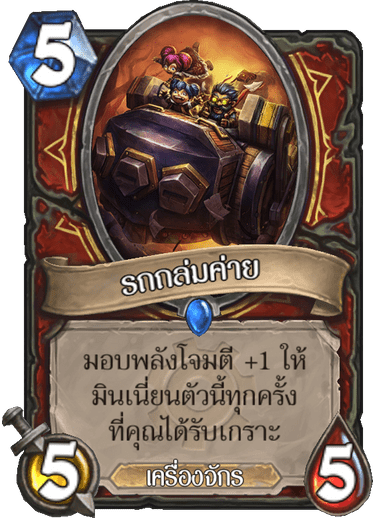 5
รถถล่มค่าย
มอบพลังโจมตี +1 ให้
มินเนี่ยนตัวนี้ทุกครั้ง
ที่คุณได้รับเกราะ
5
เครื่องจักร
5